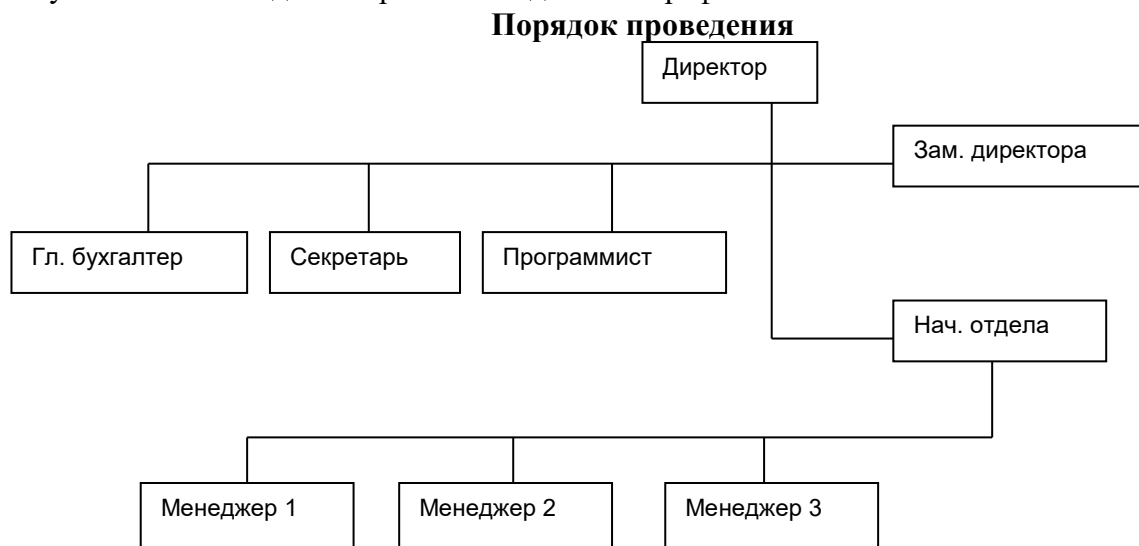 Порядок проведения
Директор
Зам. директора
Гл. бухгалтер
Секретарь
Программист
Нач. отдела
Менеджер 1
Менеджер 2
Менеджер 3